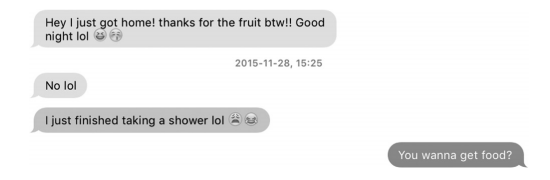 Hey I just got home! thanks for the fruit btw!! Good
night lol 😹😚
2015-11-28, 15:25
No lol
I just finished taking a shower lol 😩😂
You wanna get food?